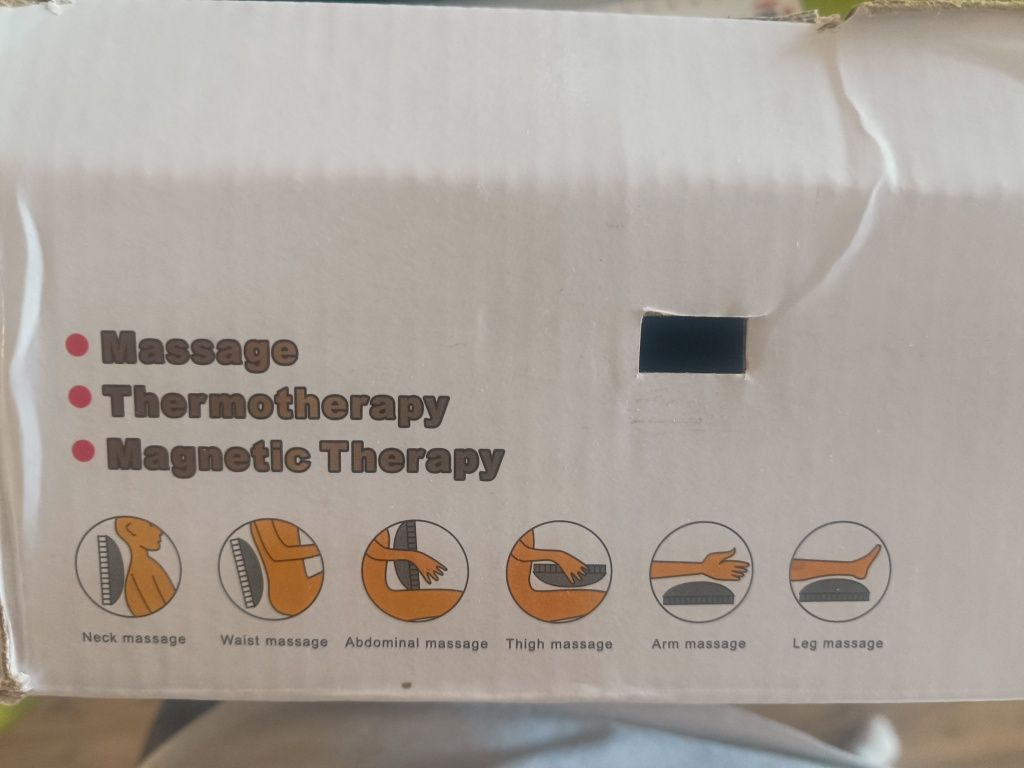 Massage
Thermotherapy
Magnetic Therapy
Neck massage Waist massage Abdominal massage Thigh massage Arm massage Leg massage